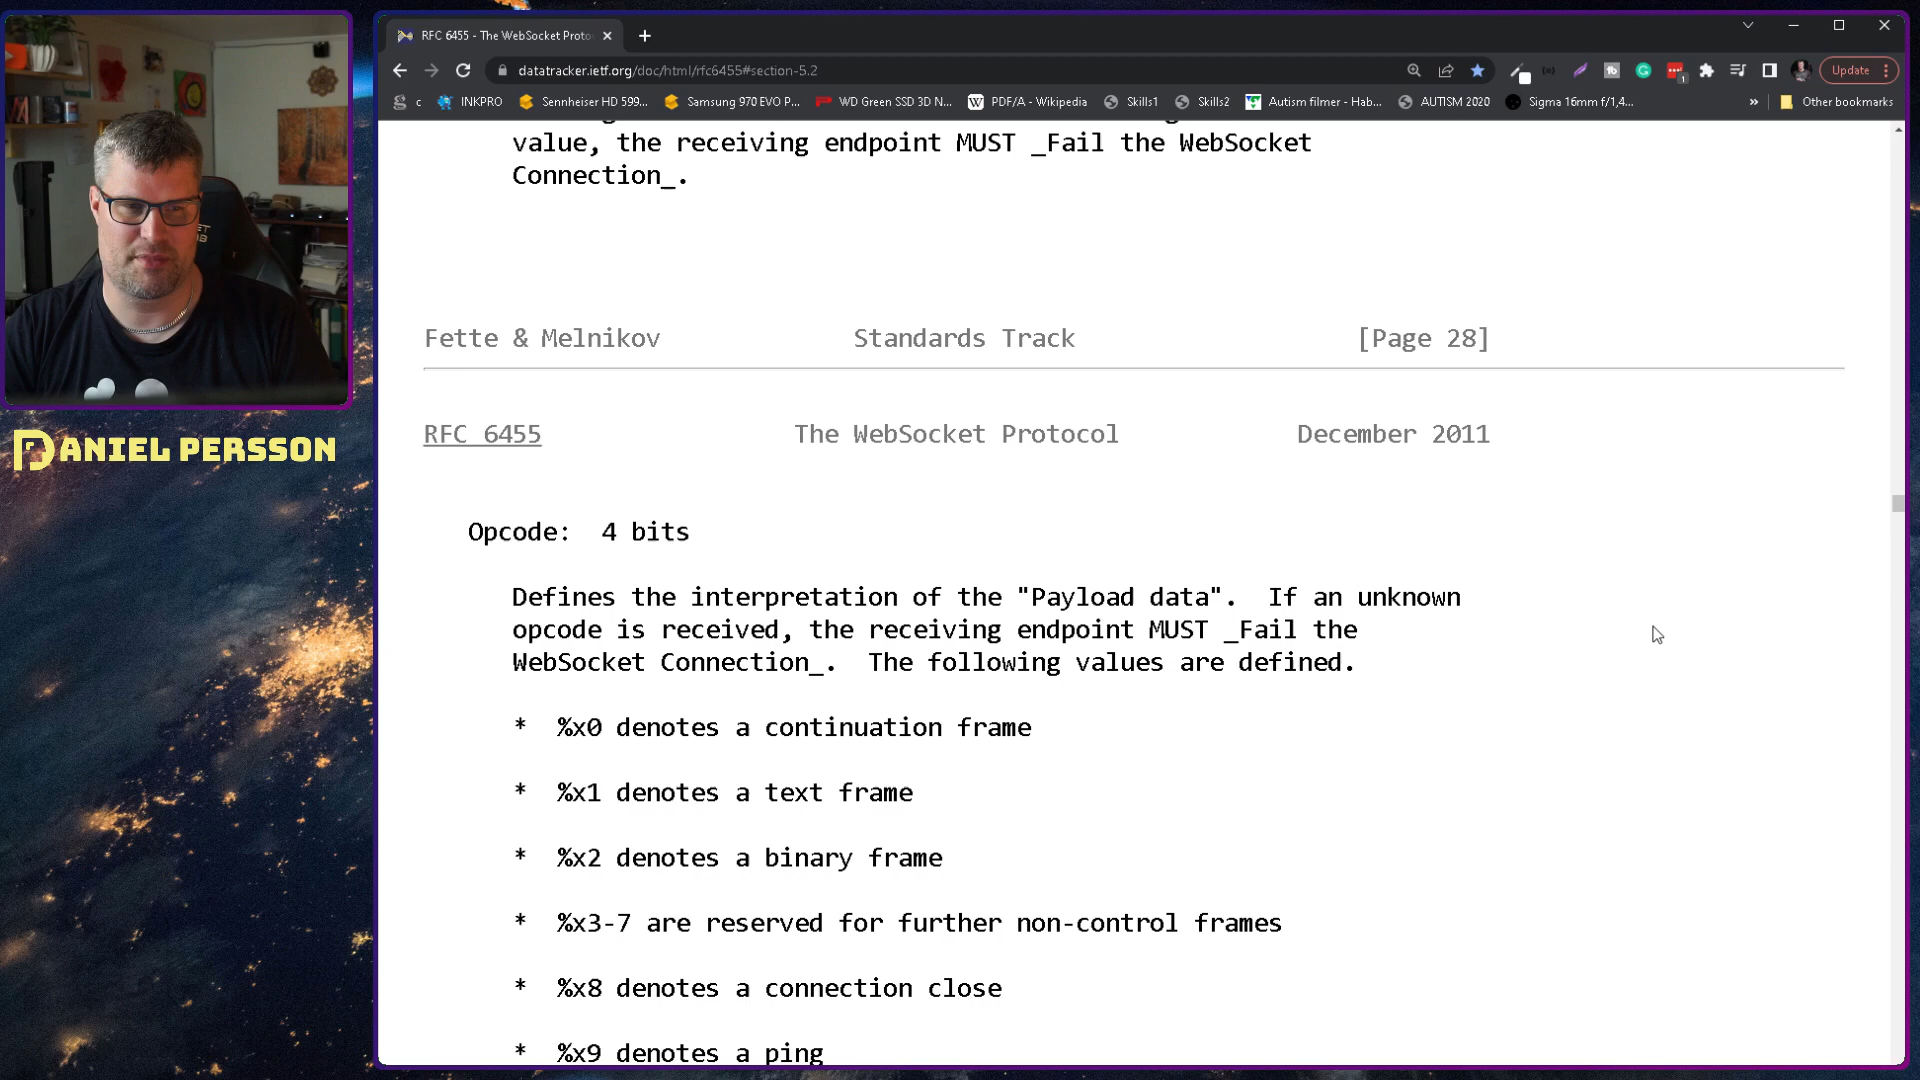 RFC 6455 - The WebSocket Proto
datatracker.ietf.org/doc/html/rfc6455#section-5.2
Update
c
INKPRO
Sennheiser HD 599...
Samsung 970 EVO P...
WD Green SSD 3D N...
PDF/A - Wikipedia
Skills1
Skills2
Autism filmer - Hab...
AUTISM 2020
Sigma 16mm f/1,4...
»
Other bookmarks
value, the receiving endpoint MUST _Fail the WebSocket
Connection_.
Fette & Melnikov Standards Track [Page 28]
RFC 6455 The WebSocket Protocol December 2011
Opcode: 4 bits
Defines the interpretation of the "Payload data". If an unknown
opcode is received, the receiving endpoint MUST _Fail the
WebSocket Connection_. The following values are defined.
* %x0 denotes a continuation frame
* %x1 denotes a text frame
* %x2 denotes a binary frame
* %x3-7 are reserved for further non-control frames
* %x8 denotes a connection close
* %x9 denotes a ping
DANIEL PERSSON